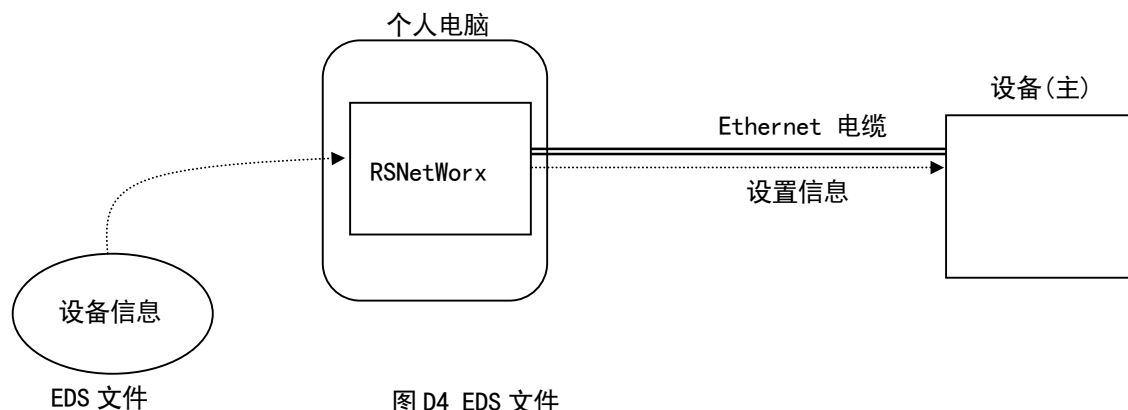 个人电脑
设备(主)
Ethernet 电缆
RSNetWorx
设置信息
设备信息
EDS 文件
图 D4 EDS 文件